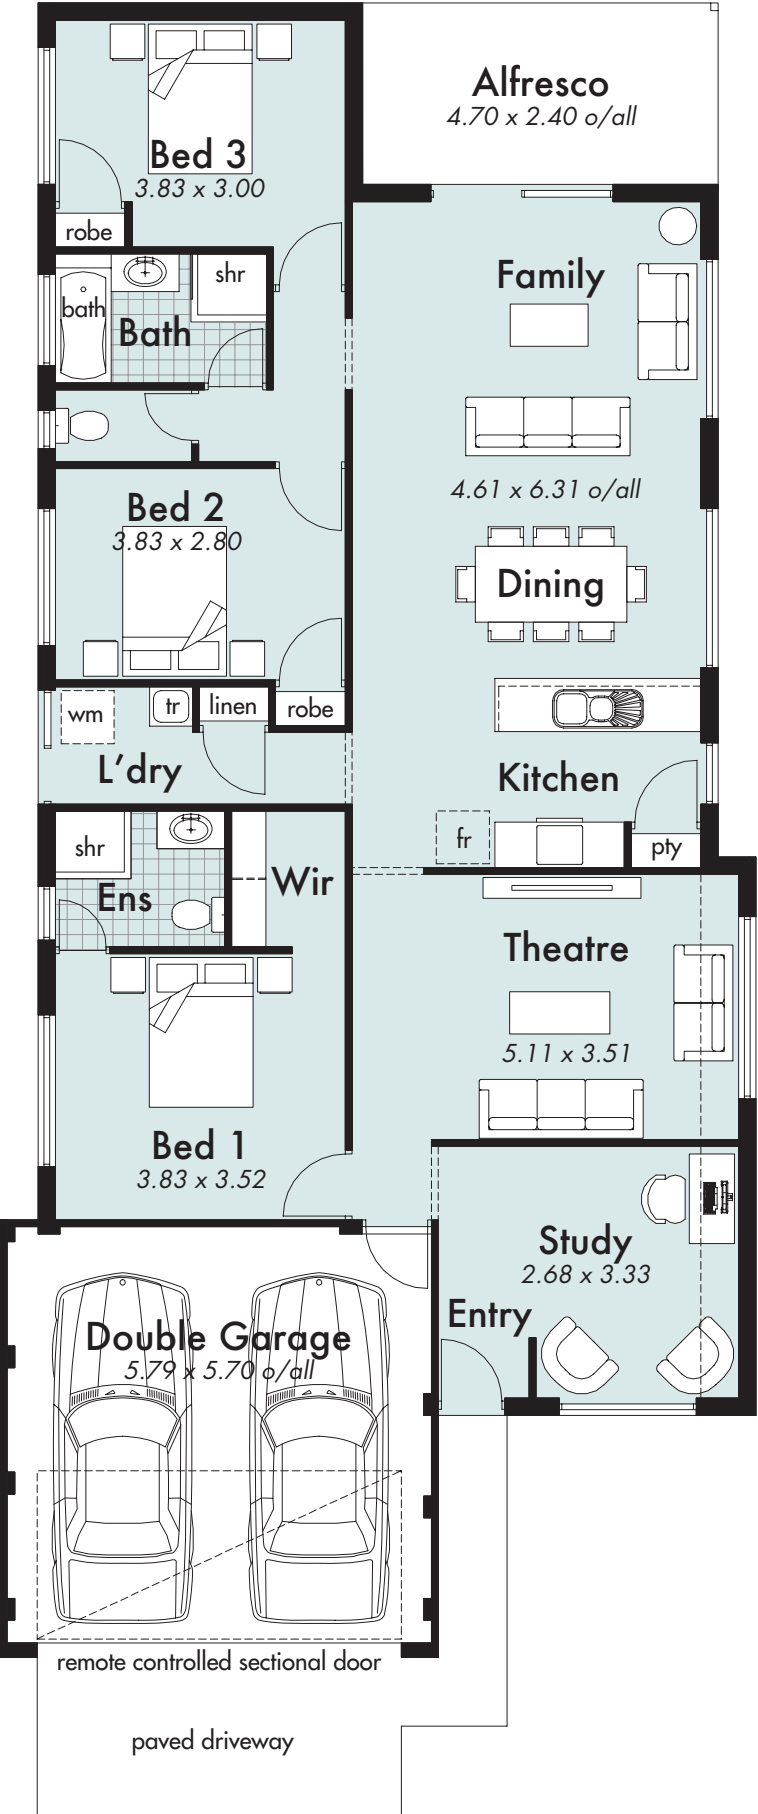 Alfresco
4.70 x 2.40 o/all
Bed 3
3.83 x 3.00
robe
Family
shr
bath
Bath
4.61 x 6.31 o/all
Bed 2
3.83 x 2.80
Dining
wm
tr
linen
robe
L'dry
Kitchen
fr
pty
shr
Ens
Wir
Theatre
5.11 x 3.51
Bed 1
3.83 x 3.52
Study
2.68 x 3.33
Entry
Double Garage
5.79 x 5.70 o/all
remote controlled sectional door
paved driveway